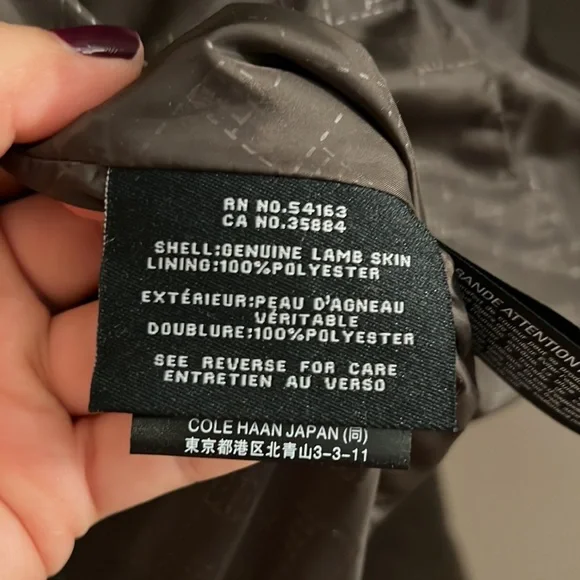 RN NO.54163
CA NO.35884
SHELL:GENUINE LAMB SKIN
LINING:100%POLYESTER
EXTÉRIEUR:PEAU D'AGNEAU
VÉRITABLE
DOUBLURE:100%POLYESTER
SEE REVERSE FOR CARE
ENTRETIEN AU VERSO
COLE HAAN JAPAN (同)
東京都港区北青山3-3-11
ATTENTION